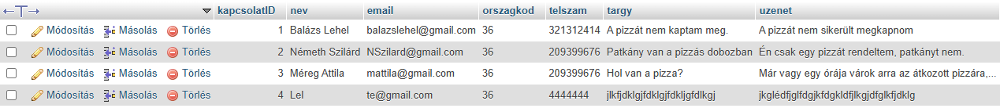 kapcsolatID nev email orszagkod telszam targy uzenet
Módosítás Másolás Törlés 1 Balázs Lehel balazslehel@gmail.com 36 321312414 A pizzát nem kaptam meg. A pizzát nem sikerült megkapnom
Módosítás Másolás Törlés 2 Németh Szilárd NSzilard@gmail.com 36 209399676 Patkány van a pizzás dobozban Én csak egy pizzát rendeltem, patkányt nem.
Módosítás Másolás Törlés 3 Méreg Attila mattila@gmail.com 36 209399676 Hol van a pizza? Már vagy egy órája várok arra az átkozott pizzára,...
Módosítás Másolás Törlés 4 Lel te@gmail.com 36 4444444 jlkfjdklgjfdklgjfdkljgfdlkgj jkglédfjglfdgjkfdgkldfjlkgjdfglkfjdklg